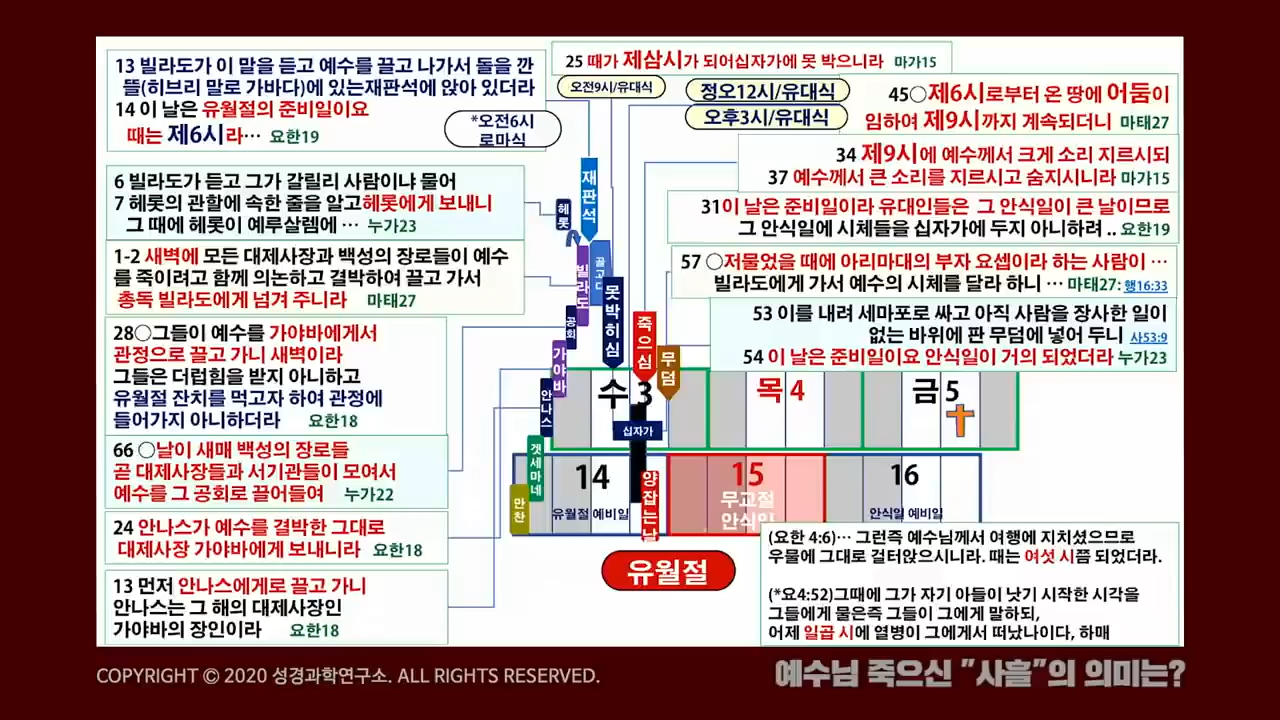 13 빌라도가 이 말을 듣고 예수를 끌고 나가서 돌을 깐
뜰(히브리 말로 가바다)에 있는재판석에 앉아 있더라
14 이 날은 유월절의 준비일이요
때는 제6시라… 요한19
*오전6시
로마식
25 때가 제삼시가 되어십자가에 못 박으니라 마가15
오전9시/유대식
정오12시/유대식
오후3시/유대식
45○제6시로부터 온 땅에 어둠이
임하여 제9시까지 계속되더니 마태27
34 제9시에 예수께서 크게 소리 지르시되
37 예수께서 큰 소리를 지르시고 숨지시니라 마가15
31이 날은 준비일이라 유대인들은 그 안식일이 큰 날이므로
그 안식일에 시체들을 십자가에 두지 아니하려 .. 요한19
57 ○저물었을 때에 아리마대의 부자 요셉이라 하는 사람이 …
빌라도에게 가서 예수의 시체를 달라 하니 … 마태27: 행16:33
53 이를 내려 세마포로 싸고 아직 사람을 장사한 일이
없는 바위에 판 무덤에 넣어 두니 사53:9
54 이 날은 준비일이요 안식일이 거의 되었더라 누가23
6 빌라도가 듣고 그가 갈릴리 사람이냐 물어
7 헤롯의 관할에 속한 줄을 알고헤롯에게 보내니
그 때에 헤롯이 예루살렘에 … 누가23
1-2 새벽에 모든 대제사장과 백성의 장로들이 예수
를 죽이려고 함께 의논하고 결박하여 끌고 가서
총독 빌라도에게 넘겨 주니라 마태27
28○그들이 예수를 가야바에게서
관정으로 끌고 가니 새벽이라
그들은 더럽힘을 받지 아니하고
유월절 잔치를 먹고자 하여 관정에
들어가지 아니하더라 요한18
66 ○날이 새매 백성의 장로들
곧 대제사장들과 서기관들이 모여서
예수를 그 공회로 끌어들여 누가22
24 안나스가 예수를 결박한 그대로
대제사장 가야바에게 보내니라 요한18
13 먼저 안나스에게로 끌고 가니
안나스는 그 해의 대제사장인
가야바의 장인이라 요한18
재판석
헤롯
빌라도
골고다
공회
못박히심
죽으심
무덤
가야바
안나스
겟세마네
만찬
수 3
목 4
금 5
십자가
14
유월절 예비일
양잡는날
15
무교절
안식일
16
안식일 예비일
유월절
(요한 4:6)… 그런즉 예수님께서 여행에 지치셨으므로
우물에 그대로 걸터앉으시니라. 때는 여섯 시쯤 되었더라.
(*요4:52)그때에 그가 자기 아들이 낫기 시작한 시각을
그들에게 물은즉 그들이 그에게 말하되,
어제 일곱 시에 열병이 그에게서 떠났나이다, 하매
COPYRIGHT © 2020 성경과학연구소. ALL RIGHTS RESERVED.
예수님 죽으신 "사흘"의 의미는?